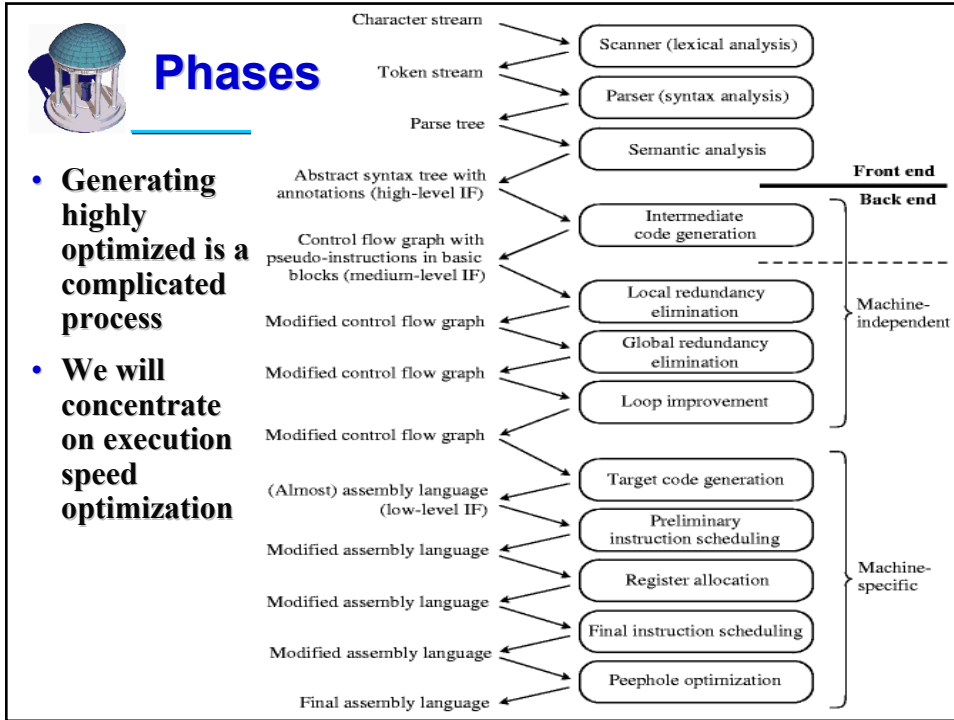 Phases
• Generating
highly
optimized is a
complicated
process
• We will
concentrate
on execution
speed
optimization
Character stream
Scanner (lexical analysis)
Token stream
Parser (syntax analysis)
Parse tree
Semantic analysis
Abstract syntax tree with
annotations (high-level IF)
Front end
Back end
Intermediate
code generation
Control flow graph with
pseudo-instructions in basic
blocks (medium-level IF)
Local redundancy
elimination
Machine-
independent
Modified control flow graph
Global redundancy
elimination
Modified control flow graph
Loop improvement
Modified control flow graph
Target code generation
(Almost) assembly language
(low-level IF)
Preliminary
instruction scheduling
Modified assembly language
Register allocation
Machine-
specific
Modified assembly language
Final instruction scheduling
Modified assembly language
Peephole optimization
Final assembly language